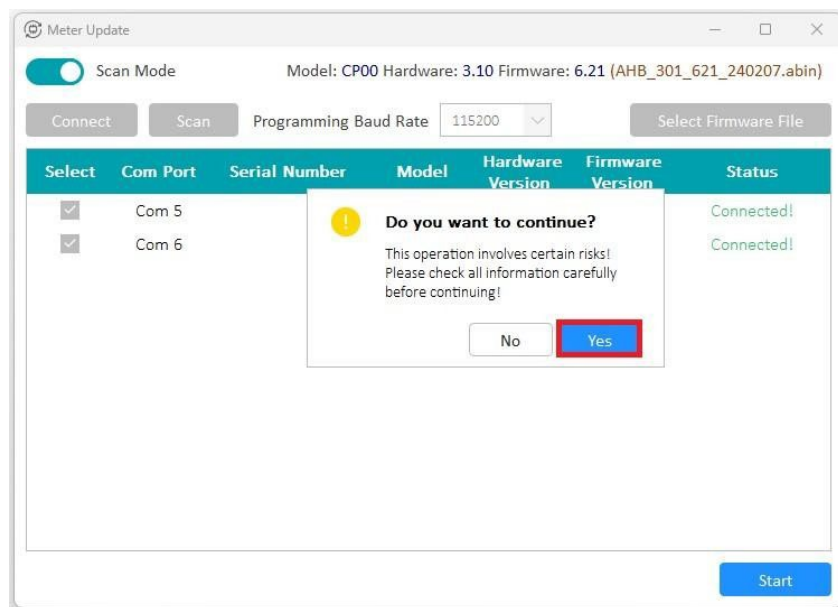 Meter Update
Scan Mode Model: CP00 Hardware: 3.10 Firmware: 6.21 (AHB_301_621_240207.abin)
Connect Scan Programming Baud Rate 115200 Select Firmware File
Select Com Port Serial Number Model Hardware Version Firmware Version Status
Com 5 Connected!
Com 6 Connected!
Do you want to continue?
This operation involves certain risks!
Please check all information carefully
before continuing!
No Yes
Start